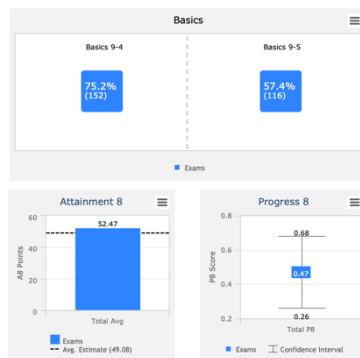 Basics
Basics 9-4
Basics 9-5
75.2%
(152)
57.4%
(116)
Exams
Attainment 8
60
52.47
40
A8 Points
20
0
Total Avg
Exams
Avg. Estimate (49.08)
Progress 8
0.8
0.68
0.6
P8 Score
0.47
0.4
0.26
0.2
Total P8
Exams
Confidence Interval